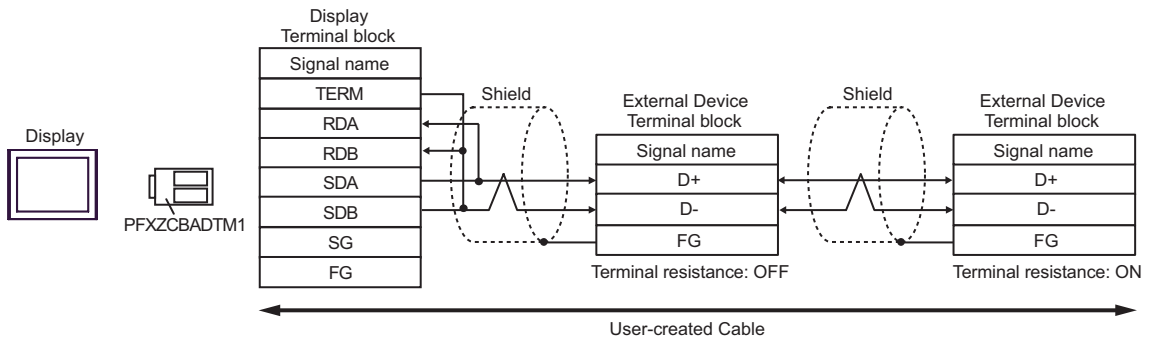 Display
PFXZCBADTM1
Display
Terminal block
Signal name
TERM
RDA
RDB
SDA
SDB
SG
FG
Shield
External Device
Terminal block
Signal name
D+
D-
FG
Terminal resistance: OFF
Shield
External Device
Terminal block
Signal name
D+
D-
FG
Terminal resistance: ON
User-created Cable